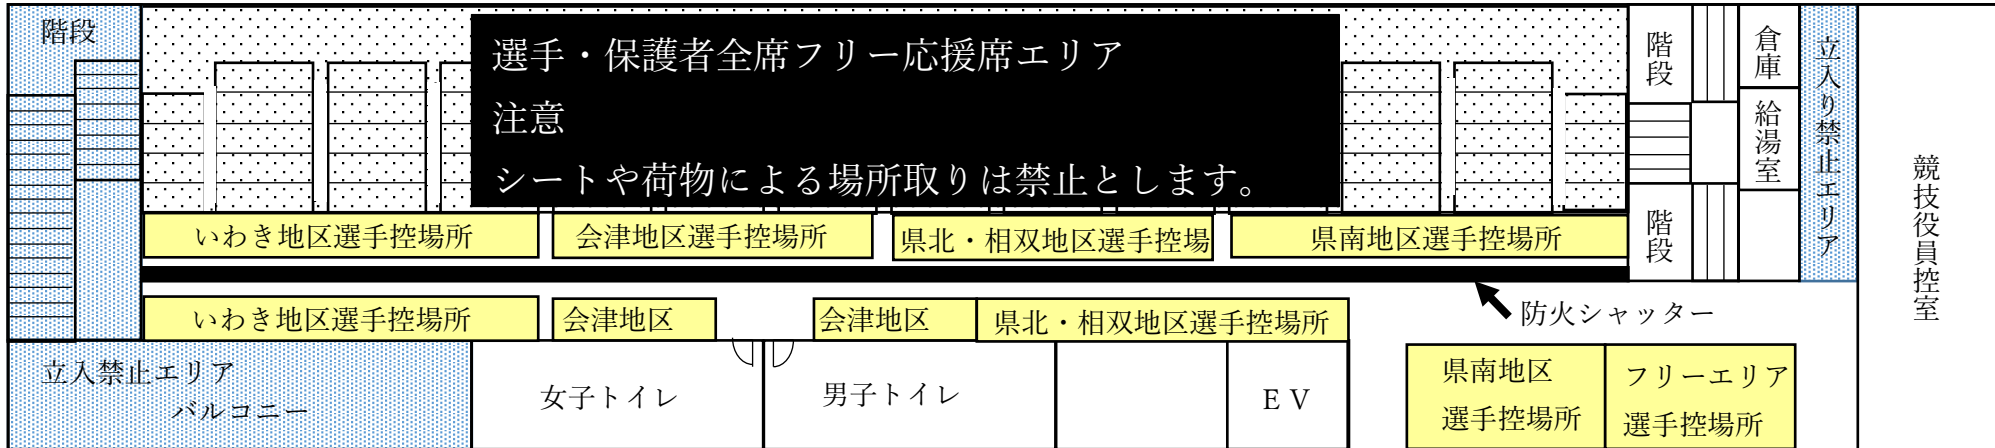 階段
選手・保護者全席フリー応援席エリア
注意
シートや荷物による場所取りは禁止とします。
階段
倉庫
給湯室
立入り禁止エリア
競技役員控室
いわき地区選手控場所
会津地区選手控場所
県北・相双地区選手控場
県南地区選手控場所
階段
いわき地区選手控場所
会津地区
会津地区
県北・相双地区選手控場所
防火シャッター
立入禁止エリア
バルコニー
女子トイレ
男子トイレ
ＥＶ
県南地区
選手控場所
フリーエリア
選手控場所